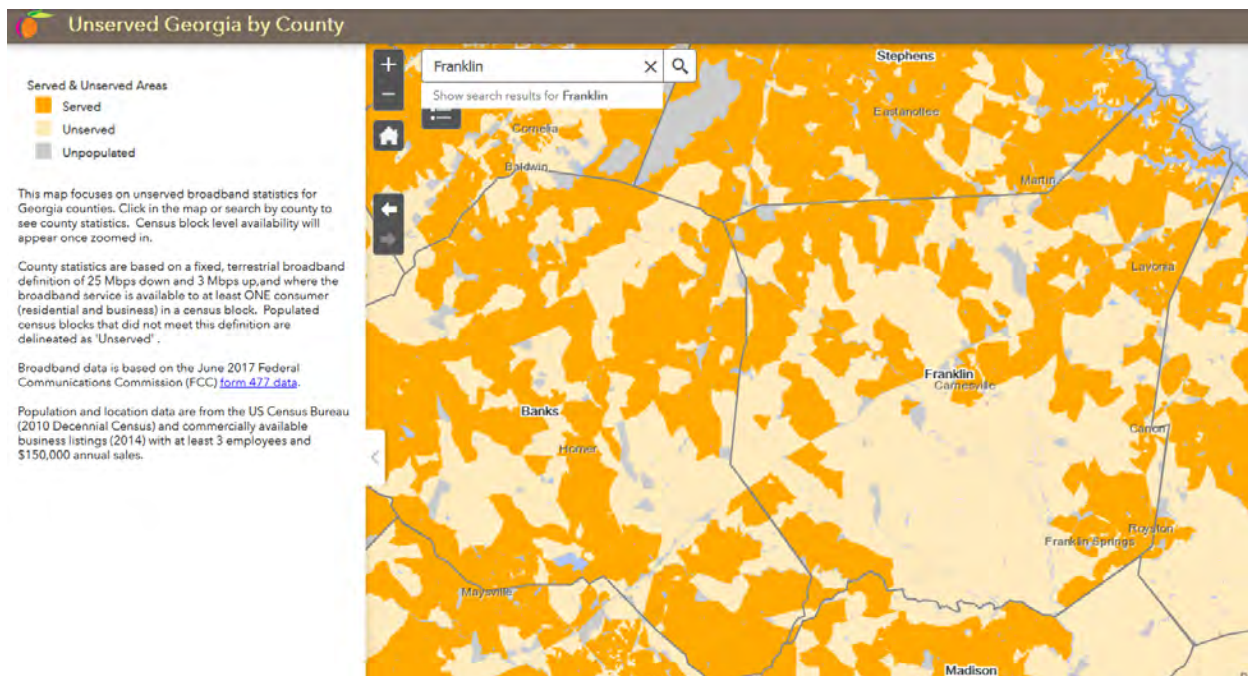 Unserved Georgia by County
Served & Unserved Areas
Served
Unserved
Unpopulated
This map focuses on unserved broadband statistics for
Georgia counties. Click in the map or search by county to
see county statistics. Census block level availability will
appear once zoomed in.
County statistics are based on a fixed, terrestrial broadband
definition of 25 Mbps down and 3 Mbps up,and where the
broadband service is available to at least ONE consumer
(residential and business) in a census block. Populated
census blocks that did not meet this definition are
delineated as 'Unserved' .
Broadband data is based on the June 2017 Federal
Communications Commission (FCC) form 477 data.
Population and location data are from the US Census Bureau
(2010 Decennial Census) and commercially available
business listings (2014) with at least 3 employees and
$150,000 annual sales.
Franklin
Show search results for Franklin
Stephens
Eastanollee
Cornelia
Baldwin
Martin
Lavonia
Franklin
Carnesville
Banks
Canon
Homer
Royston
Franklin Springs
Maysville
Madison